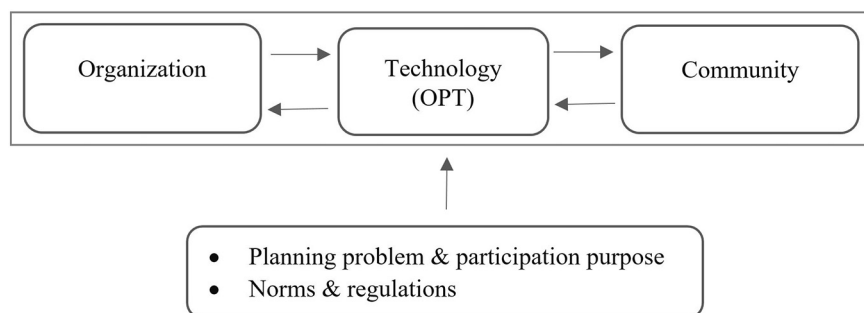 Organization
Technology
(OPT)
Community
• Planning problem & participation purpose
• Norms & regulations